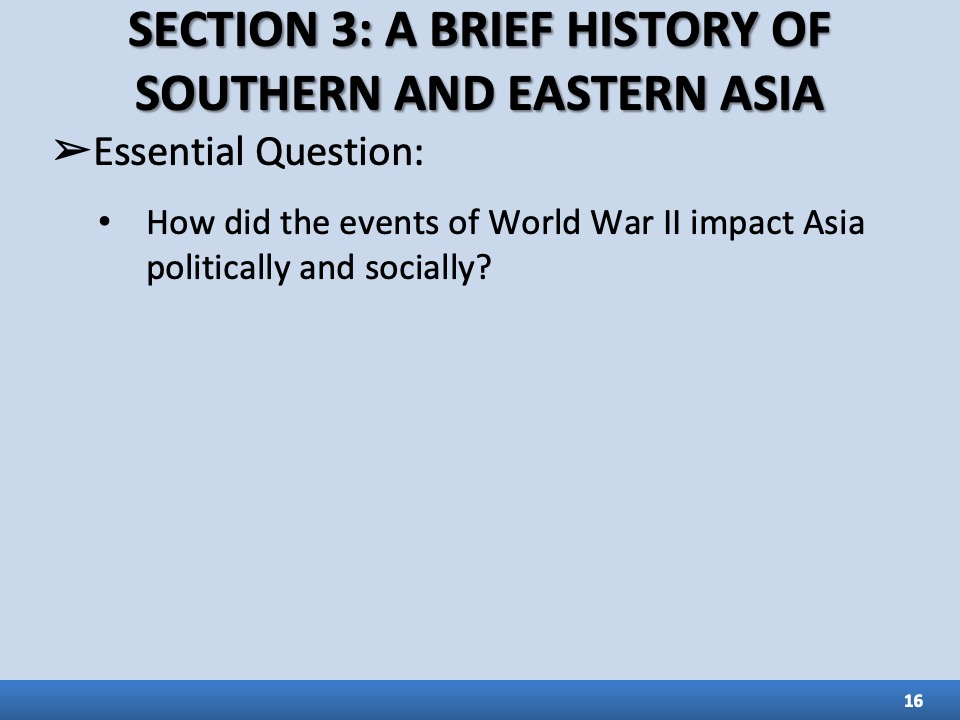 SECTION 3: A BRIEF HISTORY OF
SOUTHERN AND EASTERN ASIA
➢Essential Question:
• How did the events of World War II impact Asia
politically and socially?
16